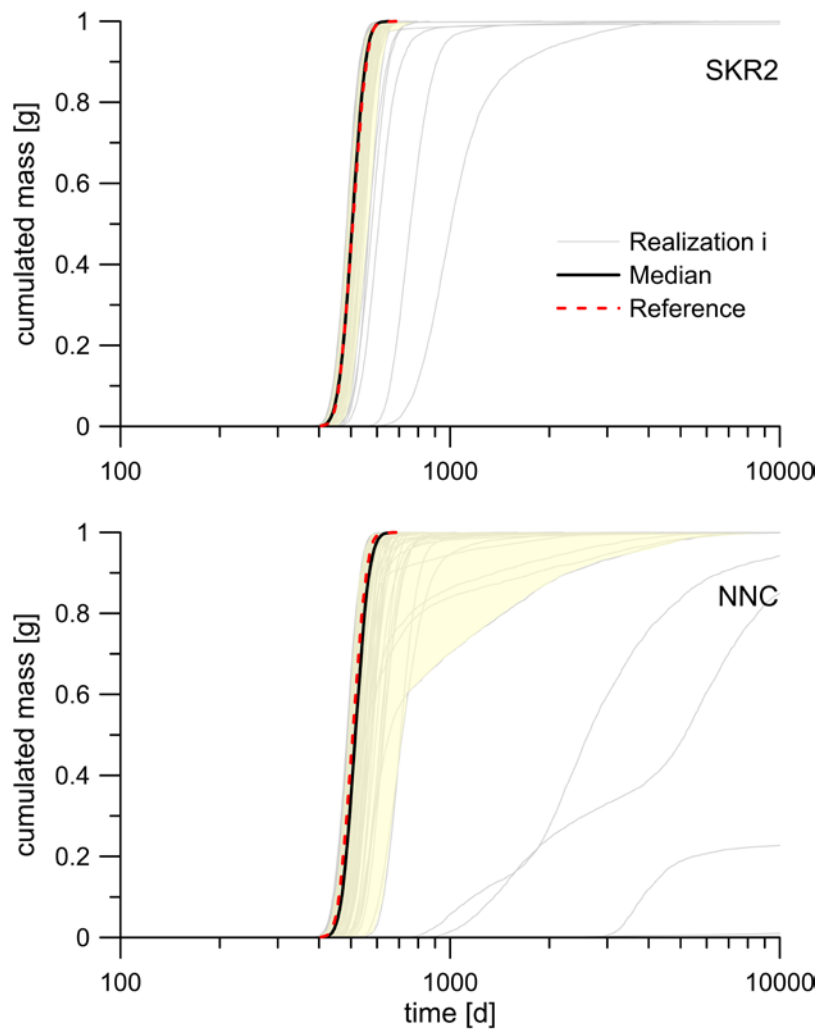 cumulated mass [g]
1
0.8
0.6
0.4
0.2
0
SKR2
Realization i
Median
Reference
100
1000
10000
cumulated mass [g]
1
0.8
0.6
0.4
0.2
0
NNC
100
1000
10000
time [d]